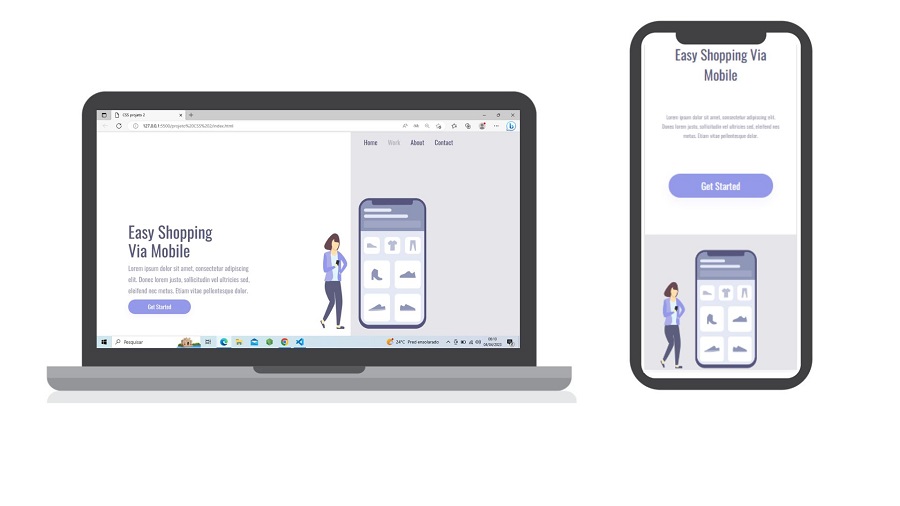 CSS projeto 2
127.0.0.1:5500/project%20CSS%202/index.html
Home Work About Contact
Easy Shopping
Via Mobile
Lorem ipsum dolor sit amet, consectetur adipiscing
elit. Donec lorem justo, sollicitudin vel ultricies sed,
eleifend nec metus. Etiam vitae pellentesque dolor.
Get Started
Pesquisar
24°C Pred ensolarado
Easy Shopping Via
Mobile
Lorem ipsum dolor sit amet, consectetur adipiscing elit.
Donec lorem justo, sollicitudin vel ultricies sed, eleifend nec
metus. Etiam vitae pellentesque dolor.
Get Started